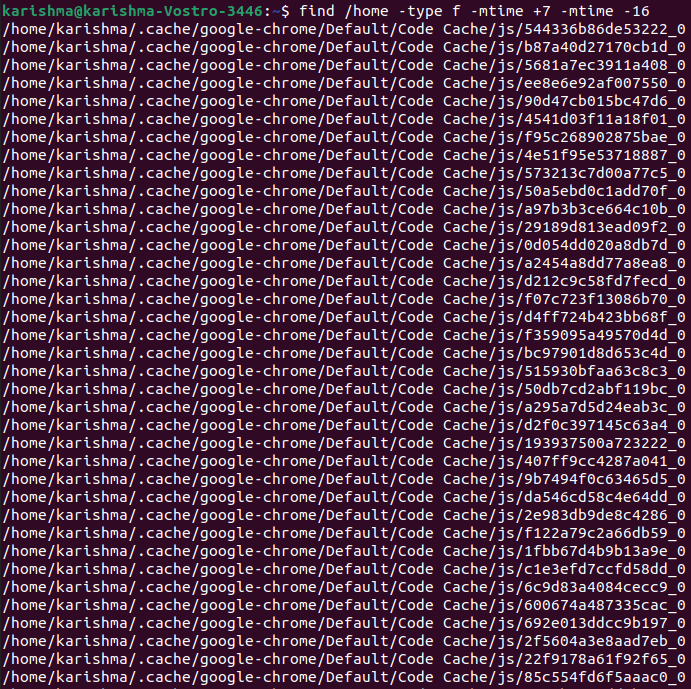 karishma@karishma-Vostro-3446:~$ find /home -type f -mtime +7 -mtime -16
/home/karishma/.cache/google-chrome/Default/Code Cache/js/544336b86de53222_0
/home/karishma/.cache/google-chrome/Default/Code Cache/js/b87a40d27170cb1d_0
/home/karishma/.cache/google-chrome/Default/Code Cache/js/5681a7ec3911a408_0
/home/karishma/.cache/google-chrome/Default/Code Cache/js/ee8e6e92af007550_0
/home/karishma/.cache/google-chrome/Default/Code Cache/js/90d47cb015bc47d6_0
/home/karishma/.cache/google-chrome/Default/Code Cache/js/4541d03f11a18f01_0
/home/karishma/.cache/google-chrome/Default/Code Cache/js/f95c268902875bae_0
/home/karishma/.cache/google-chrome/Default/Code Cache/js/4e51f95e53718887_0
/home/karishma/.cache/google-chrome/Default/Code Cache/js/573213c7d00a77c5_0
/home/karishma/.cache/google-chrome/Default/Code Cache/js/50a5ebd0c1add70f_0
/home/karishma/.cache/google-chrome/Default/Code Cache/js/a97b3b3ce664c10b_0
/home/karishma/.cache/google-chrome/Default/Code Cache/js/29189d813ead09f2_0
/home/karishma/.cache/google-chrome/Default/Code Cache/js/0d054dd020a8db7d_0
/home/karishma/.cache/google-chrome/Default/Code Cache/js/a2454a8dd77a8ea8_0
/home/karishma/.cache/google-chrome/Default/Code Cache/js/d212c9c58fd7fecd_0
/home/karishma/.cache/google-chrome/Default/Code Cache/js/f07c723f13086b70_0
/home/karishma/.cache/google-chrome/Default/Code Cache/js/d4ff724b423bb68f_0
/home/karishma/.cache/google-chrome/Default/Code Cache/js/f359095a49570d4d_0
/home/karishma/.cache/google-chrome/Default/Code Cache/js/bc97901d8d653c4d_0
/home/karishma/.cache/google-chrome/Default/Code Cache/js/515930bfaa63c8c3_0
/home/karishma/.cache/google-chrome/Default/Code Cache/js/50db7cd2abf119bc_0
/home/karishma/.cache/google-chrome/Default/Code Cache/js/a295a7d5d24eab3c_0
/home/karishma/.cache/google-chrome/Default/Code Cache/js/d2f0c397145c63a4_0
/home/karishma/.cache/google-chrome/Default/Code Cache/js/193937500a723222_0
/home/karishma/.cache/google-chrome/Default/Code Cache/js/407ff9cc4287a041_0
/home/karishma/.cache/google-chrome/Default/Code Cache/js/9b7494f0c63465d5_0
/home/karishma/.cache/google-chrome/Default/Code Cache/js/da546cd58c4e64dd_0
/home/karishma/.cache/google-chrome/Default/Code Cache/js/2e983db9de8c4286_0
/home/karishma/.cache/google-chrome/Default/Code Cache/js/f122a79c2a66db59_0
/home/karishma/.cache/google-chrome/Default/Code Cache/js/1fbb67d4b9b13a9e_0
/home/karishma/.cache/google-chrome/Default/Code Cache/js/c1e3efd7ccfd58dd_0
/home/karishma/.cache/google-chrome/Default/Code Cache/js/6c9d83a4084cecc9_0
/home/karishma/.cache/google-chrome/Default/Code Cache/js/600674a487335cac_0
/home/karishma/.cache/google-chrome/Default/Code Cache/js/692e013ddcc9b197_0
/home/karishma/.cache/google-chrome/Default/Code Cache/js/2f5604a3e8aad7eb_0
/home/karishma/.cache/google-chrome/Default/Code Cache/js/22f9178a61f92f65_0
/home/karishma/.cache/google-chrome/Default/Code Cache/js/85c554fd6f5aaac0_0